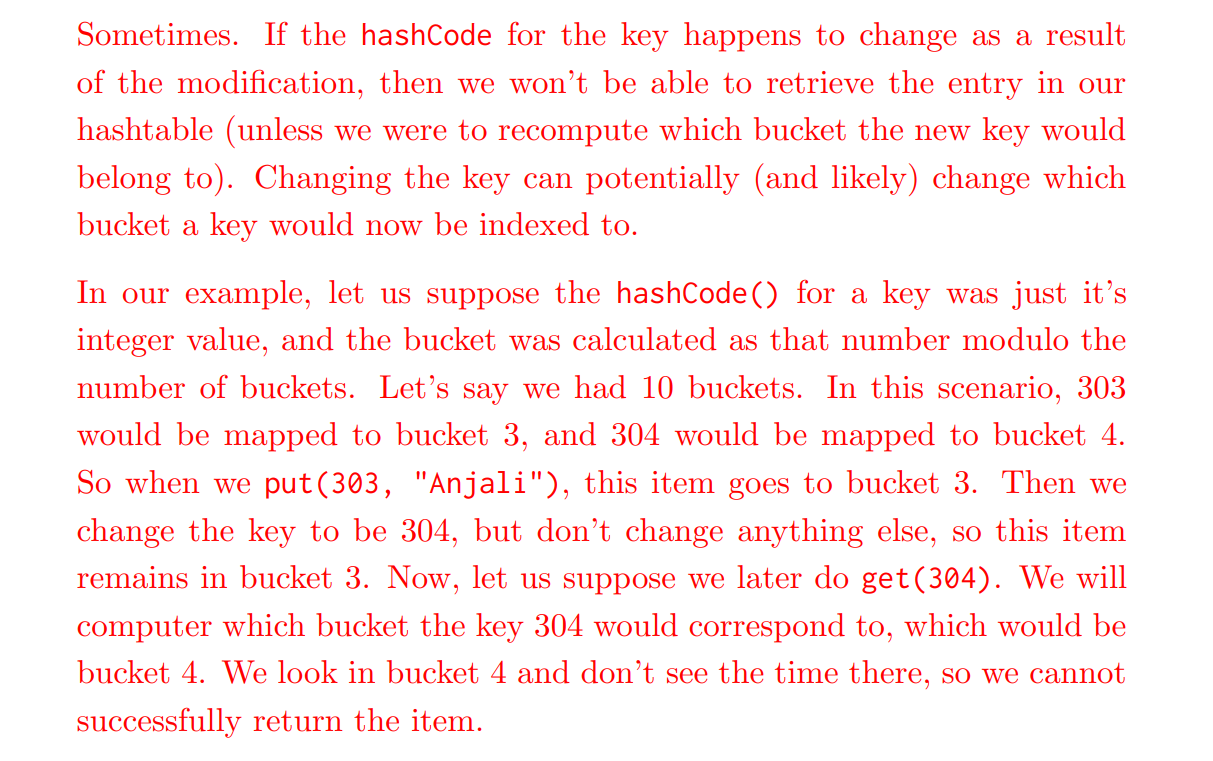 Sometimes. If the hashCode for the key happens to change as a result
of the modification, then we won't be able to retrieve the entry in our
hashtable (unless we were to recompute which bucket the new key would
belong to). Changing the key can potentially (and likely) change which
bucket a key would now be indexed to.
In our example, let us suppose the hashCode() for a key was just it's
integer value, and the bucket was calculated as that number modulo the
number of buckets. Let's say we had 10 buckets. In this scenario, 303
would be mapped to bucket 3, and 304 would be mapped to bucket 4.
So when we put(303, "Anjali"), this item goes to bucket 3. Then we
change the key to be 304, but don't change anything else, so this item
remains in bucket 3. Now, let us suppose we later do get(304). We will
computer which bucket the key 304 would correspond to, which would be
bucket 4. We look in bucket 4 and don't see the time there, so we cannot
successfully return the item.